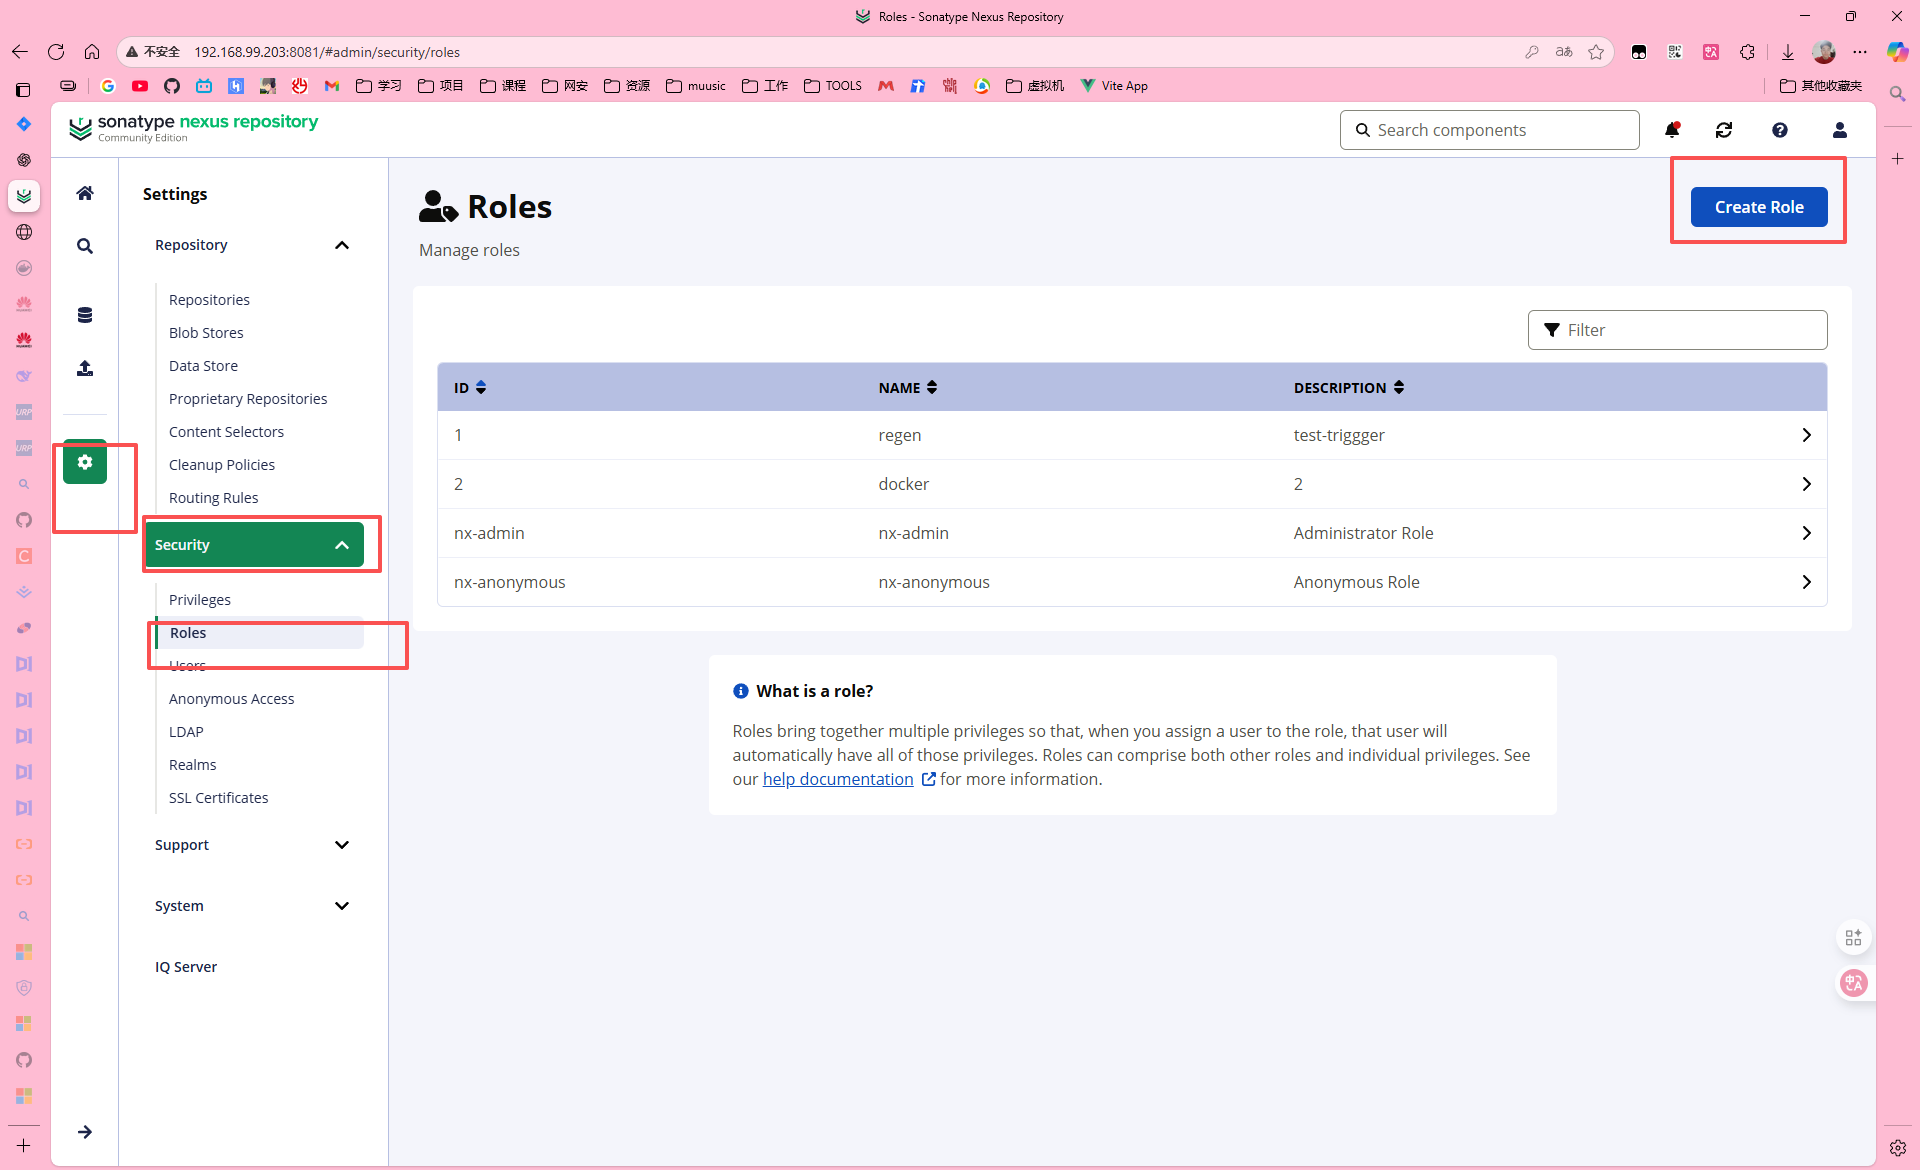 Roles - Sonatype Nexus Repository
不安全 192.168.99.203:8081/#admin/security/roles
学习 项目 课程 网安 资源 muusic 工作 TOOLS 虚拟机 Vite App 其他收藏夹
sonatype nexus repository
Community Edition
Search components
Settings
Repository
Repositories
Blob Stores
Data Store
Proprietary Repositories
Content Selectors
Cleanup Policies
Routing Rules
Security
Privileges
Roles
Users
Anonymous Access
LDAP
Realms
SSL Certificates
Support
System
IQ Server
Roles
Create Role
Manage roles
Filter
ID NAME DESCRIPTION
1 regen test-triggger
2 docker 2
nx-admin nx-admin Administrator Role
nx-anonymous nx-anonymous Anonymous Role
What is a role?
Roles bring together multiple privileges so that, when you assign a user to the role, that user will
automatically have all of those privileges. Roles can comprise both other roles and individual privileges. See
our help documentation for more information.